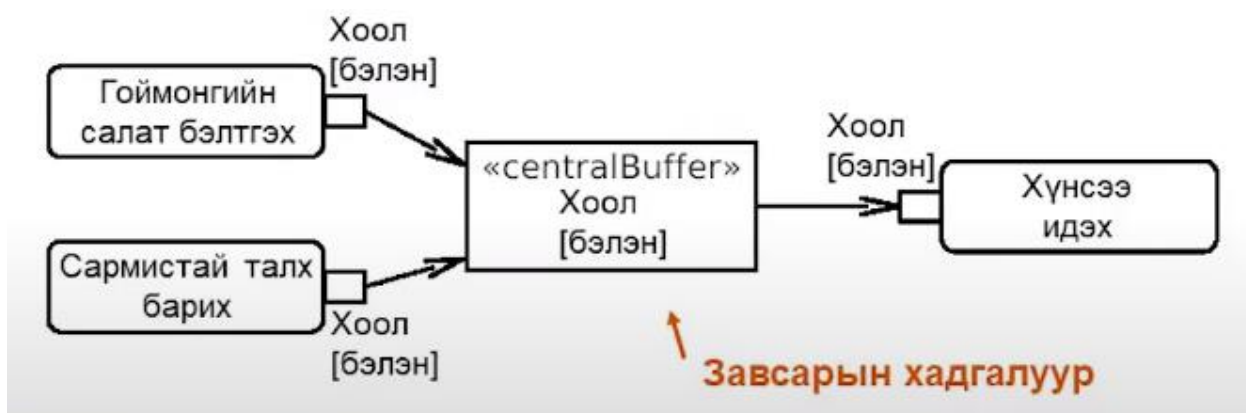 Хоол
[бэлэн]
Гоймонгийн
салат бэлтгэх
«centralBuffer»
Хоол
[бэлэн]
Хоол
[бэлэн]
Хүнсээ
идэх
Сармистай талх
барих
Хоол
[бэлэн]
Завсарын хадгалуур